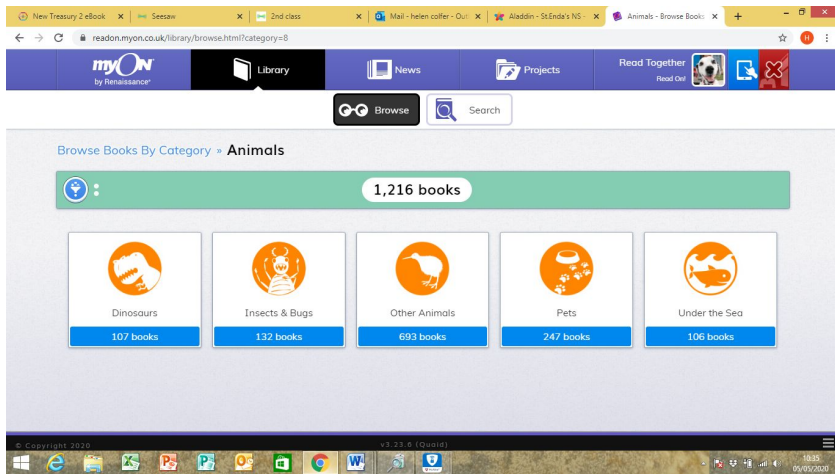 New Treasury 2 eBook
Seesaw
2nd class
Mail - helen colfer - Out
Aladdin - St.Enda's NS -
Animals - Browse Books
readon.myon.co.uk/library/browse.html?category=8
H
myON
by Renaissance
Library
News
Projects
Read Together
Read On!
Browse
Search
Browse Books By Category » Animals
1,216 books
Dinosaurs
107 books
Insects & Bugs
132 books
Other Animals
693 books
Pets
247 books
Under the Sea
106 books
© Copyright 2020
v3.23.6 (Quaid)
10:35
05/05/2020